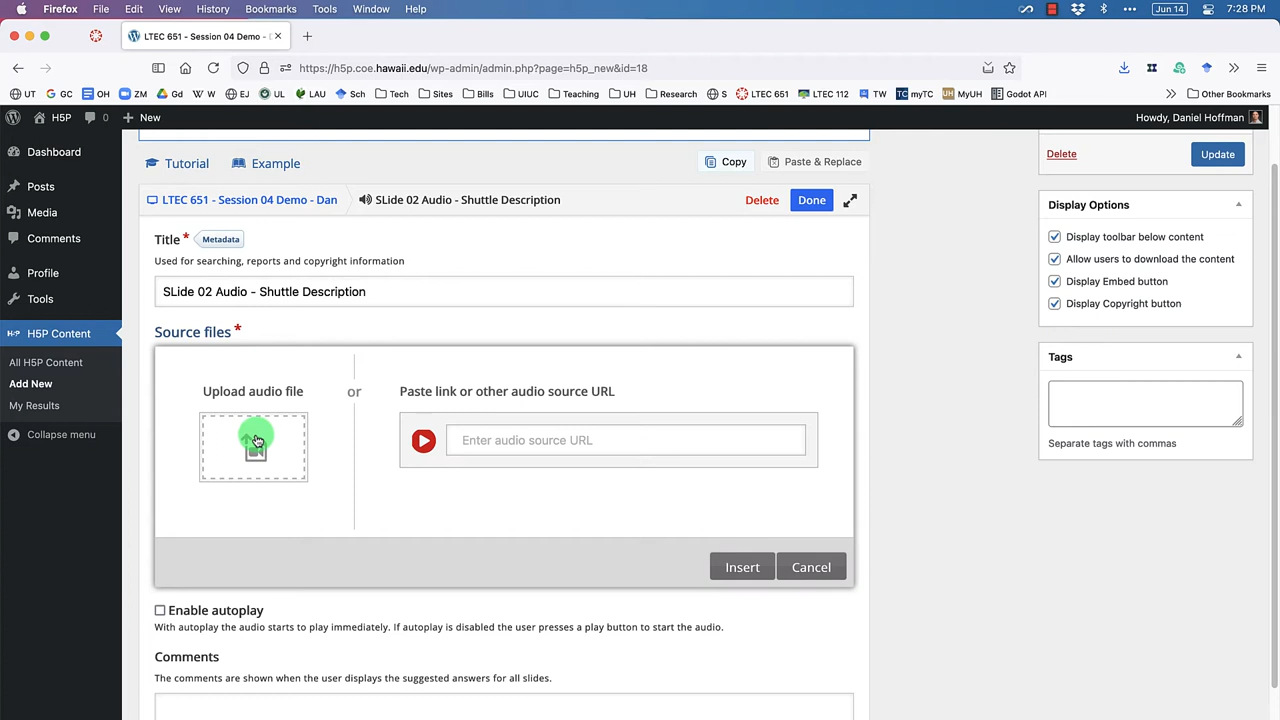 Firefox File Edit View History Bookmarks Tools Window Help Jun 14 7:28 PM
LTEC 651 - Session 04 Demo -
https://h5p.coe.hawaii.edu/wp-admin/admin.php?page=h5p_new&id=18
UT GC OH ZM Gd W EJ UL LAU Sch Tech Sites Bills UIUC Teaching UH Research S LTEC 651 LTEC 112 TW myTC MyUH Godot API Other Bookmarks
H5P 0 New Howdy, Daniel Hoffman
Dashboard
Posts
Media
Comments
Profile
Tools
H5P Content
All H5P Content
Add New
My Results
Collapse menu
Tutorial Example Copy Paste & Replace
LTEC 651 - Session 04 Demo - Dan SLide 02 Audio - Shuttle Description Delete Done
Title * Metadata
Used for searching, reports and copyright information
SLide 02 Audio - Shuttle Description
Source files *
Upload audio file or Paste link or other audio source URL
Enter audio source URL
Insert Cancel
Enable autoplay
With autoplay the audio starts to play immediately. If autoplay is disabled the user presses a play button to start the audio.
Comments
The comments are shown when the user displays the suggested answers for all slides.
Delete Update
Display Options
Display toolbar below content
Allow users to download the content
Display Embed button
Display Copyright button
Tags
Separate tags with commas